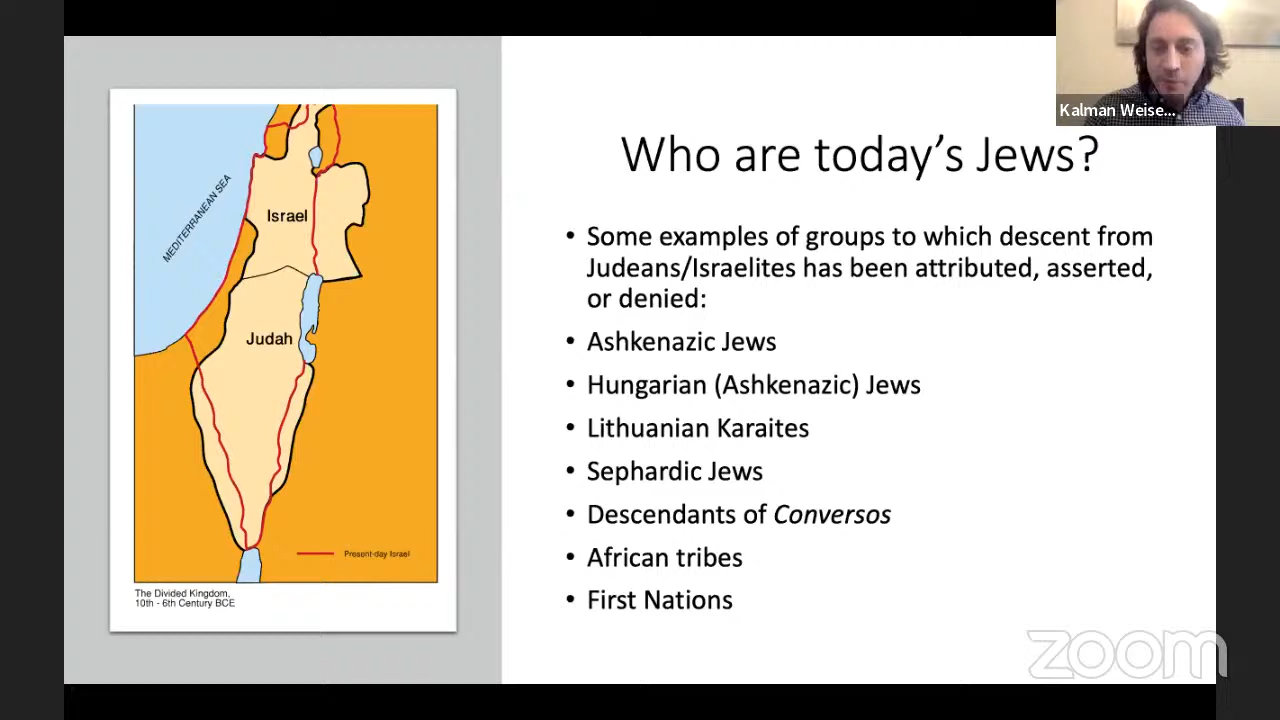 Kalman Weise...
Who are today's Jews?
• Some examples of groups to which descent from
Judeans/Israelites has been attributed, asserted,
or denied:
• Ashkenazic Jews
• Hungarian (Ashkenazic) Jews
• Lithuanian Karaites
• Sephardic Jews
• Descendants of Conversos
• African tribes
• First Nations
MEDITERRANEAN SEA
Israel
Judah
Present-day Israel
The Divided Kingdom,
10th - 6th Century BCE
zoom